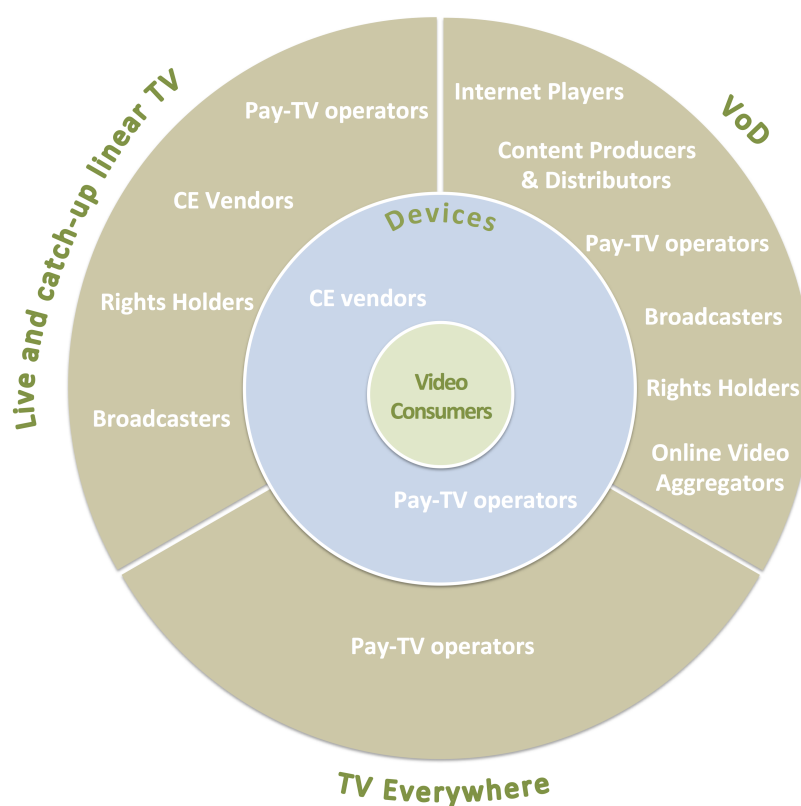 Live and catch-up linear TV
Pay-TV operators
CE Vendors
Rights Holders
Broadcasters
VoD
Internet Players
Content Producers
& Distributors
Pay-TV operators
Broadcasters
Rights Holders
Online Video
Aggregators
Devices
CE vendors
Video
Consumers
Pay-TV operators
Pay-TV operators
TV Everywhere